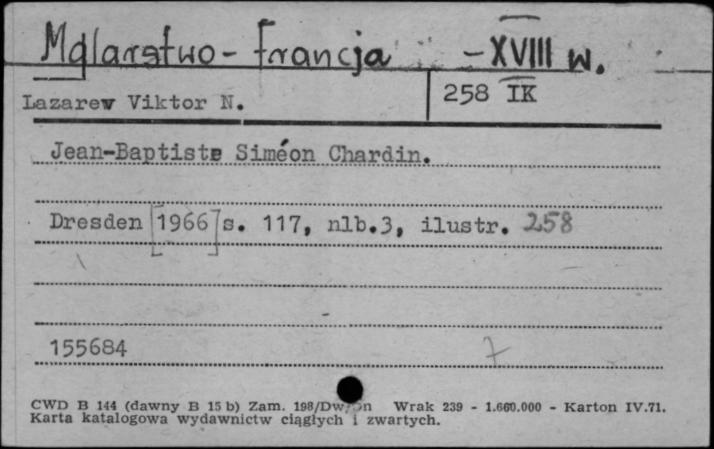 Malarstwo - Francja - XVIII w.
Lazarew Viktor N.
258 IK
Jean-Baptiste Siméon Chardin.
Dresden [1966] s. 117, nlb.3, ilustr. 258
155684
7
CWD B 144 (dawny B 15 b) Zam. 198/Dw/ Wrak 239 - 1.660.000 - Karton IV.71.
Karta katalogowa wydawnictw ciągłych i zwartych.